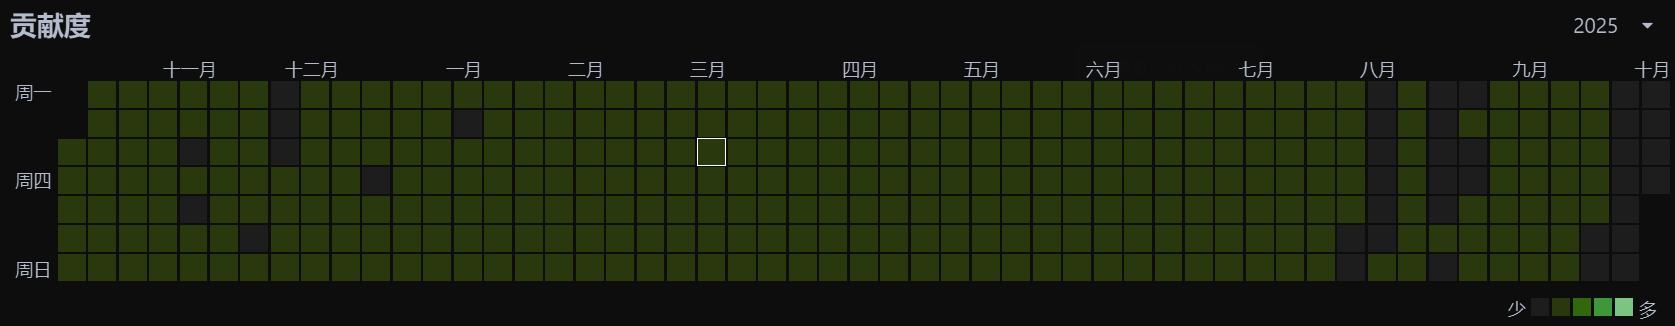 贡献度
2025
十一月 十二月 一月 二月 三月 四月 五月 六月 七月 八月 九月 十月
周一
周四
周日
少 多